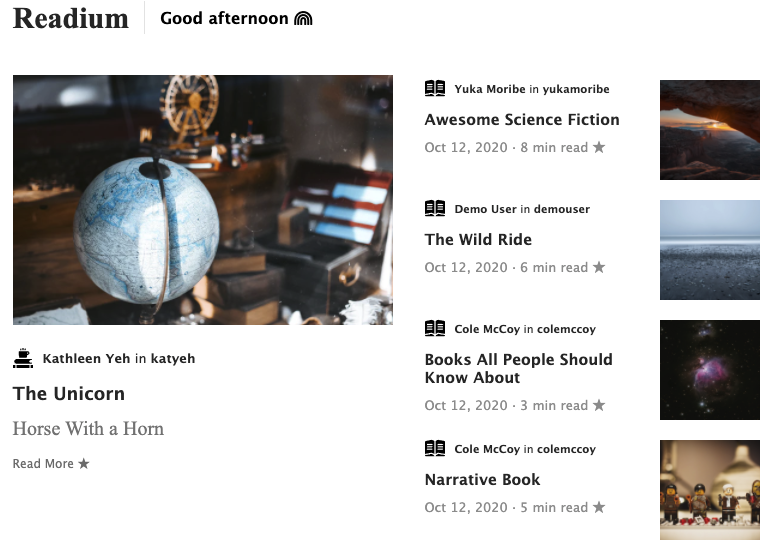 Readium
Good afternoon
Kathleen Yeh in katyeh
The Unicorn
Horse With a Horn
Read More ★
Yuka Moribe in yukamoribe
Awesome Science Fiction
Oct 12, 2020 · 8 min read ★
Demo User in demouser
The Wild Ride
Oct 12, 2020 · 6 min read ★
Cole McCoy in colemccoy
Books All People Should
Know About
Oct 12, 2020 · 3 min read ★
Cole McCoy in colemccoy
Narrative Book
Oct 12, 2020 · 5 min read ★